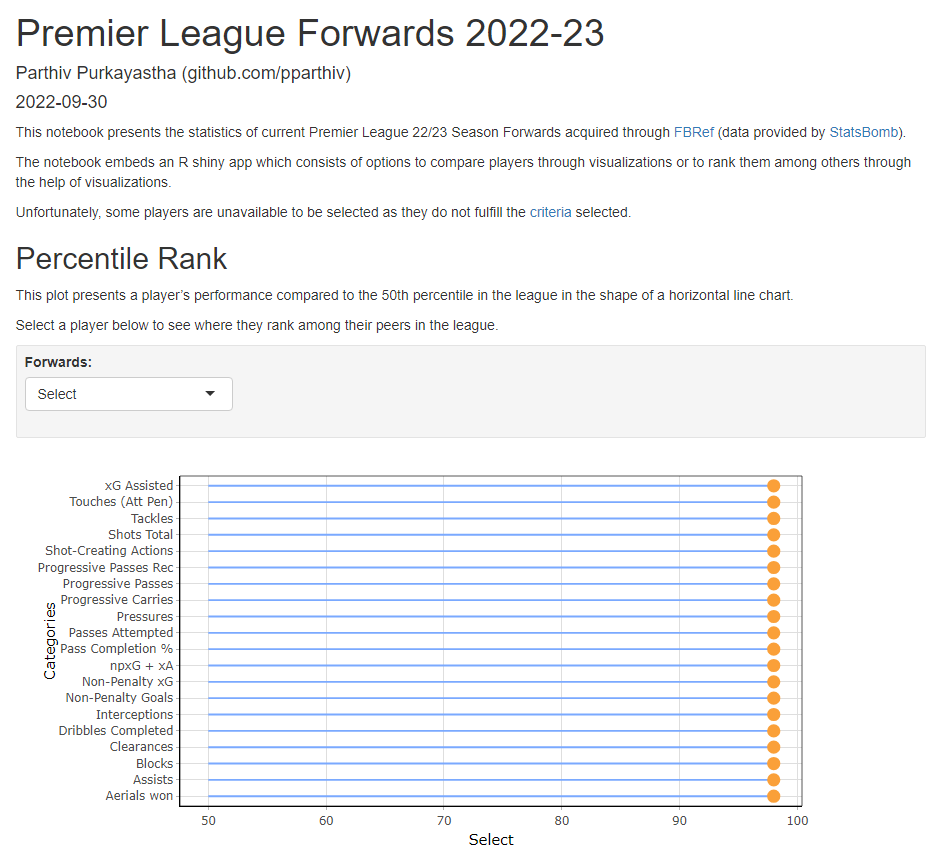 Premier League Forwards 2022-23
Parthiv Purkayastha (github.com/pparthiv)
2022-09-30
This notebook presents the statistics of current Premier League 22/23 Season Forwards acquired through FBRef (data provided by StatsBomb).
The notebook embeds an R shiny app which consists of options to compare players through visualizations or to rank them among others through
the help of visualizations.
Unfortunately, some players are unavailable to be selected as they do not fulfill the criteria selected.
Percentile Rank
This plot presents a player's performance compared to the 50th percentile in the league in the shape of a horizontal line chart.
Select a player below to see where they rank among their peers in the league.
Forwards:
Select
Categories
xG Assisted
Touches (Att Pen)
Tackles
Shots Total
Shot-Creating Actions
Progressive Passes Rec
Progressive Passes
Progressive Carries
Pressures
Passes Attempted
Pass Completion %
npxG + xA
Non-Penalty xG
Non-Penalty Goals
Interceptions
Dribbles Completed
Clearances
Blocks
Assists
Aerials won
50 60 70 80 90 100
Select